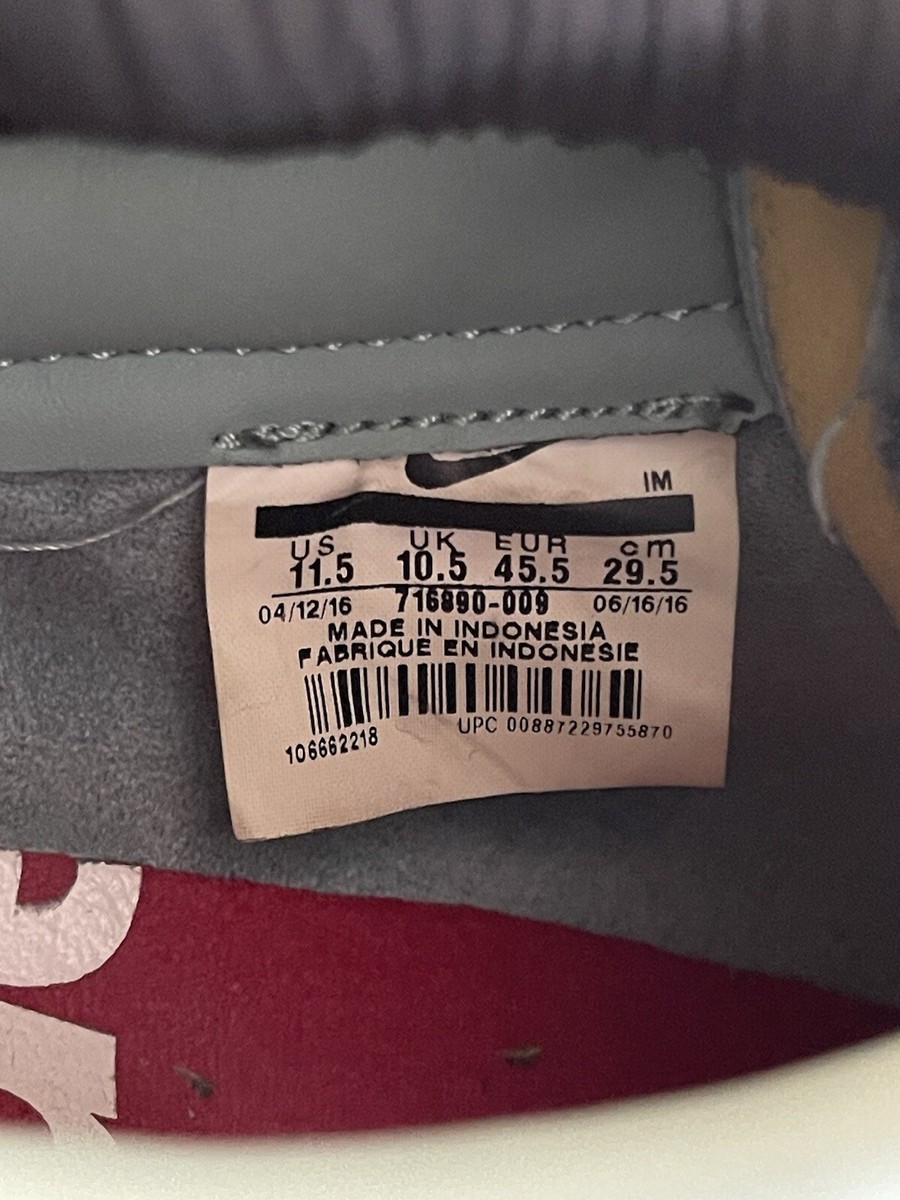 IM
US UK EUR cm
11.5 10.5 45.5 29.5
04/12/16 716890-009 06/16/16
MADE IN INDONESIA
FABRIQUE EN INDONESIE
106662218 UPC 00887229755870